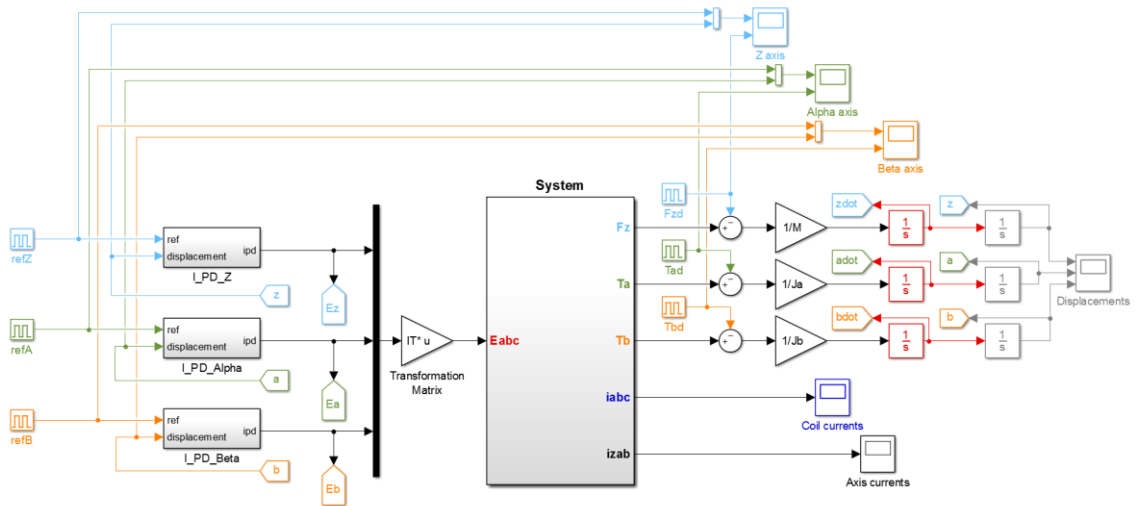 Z axis
Alpha axis
Beta axis
System
refZ
ref
displacement
ipd
I_PD_Z
z
Ez
refA
ref
displacement
ipd
I_PD_Alpha
a
Ea
refB
ref
displacement
ipd
I_PD_Beta
b
Eb
IT* u
Transformation
Matrix
Eabc
Fz
Ta
Tb
iabc
izab
Fzd
+
−
1/M
zdot
1
s
z
1
s
Tad
+
−
1/Ja
adot
1
s
a
1
s
Displacements
Tbd
+
−
1/Jb
bdot
1
s
b
1
s
Coil currents
Axis currents